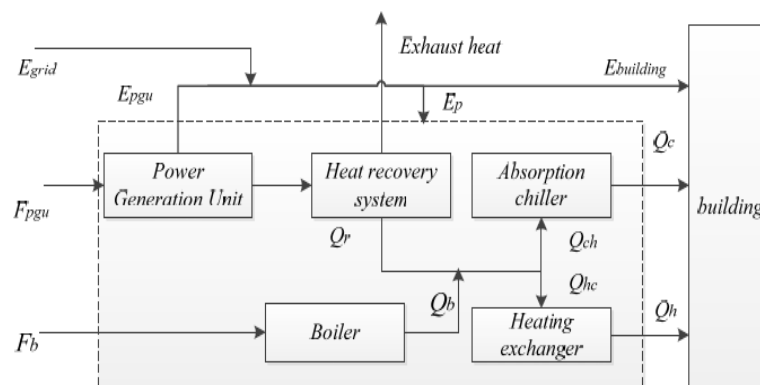 Exhaust heat
Egrid
Ebuilding
Epgu
Ep
Power
Generation Unit
Heat recovery
system
Absorption
chiller
Qc
Fpgu
building
Qr
Qch
Qhc
Qb
Qh
Boiler
Heating
exchanger
Fb